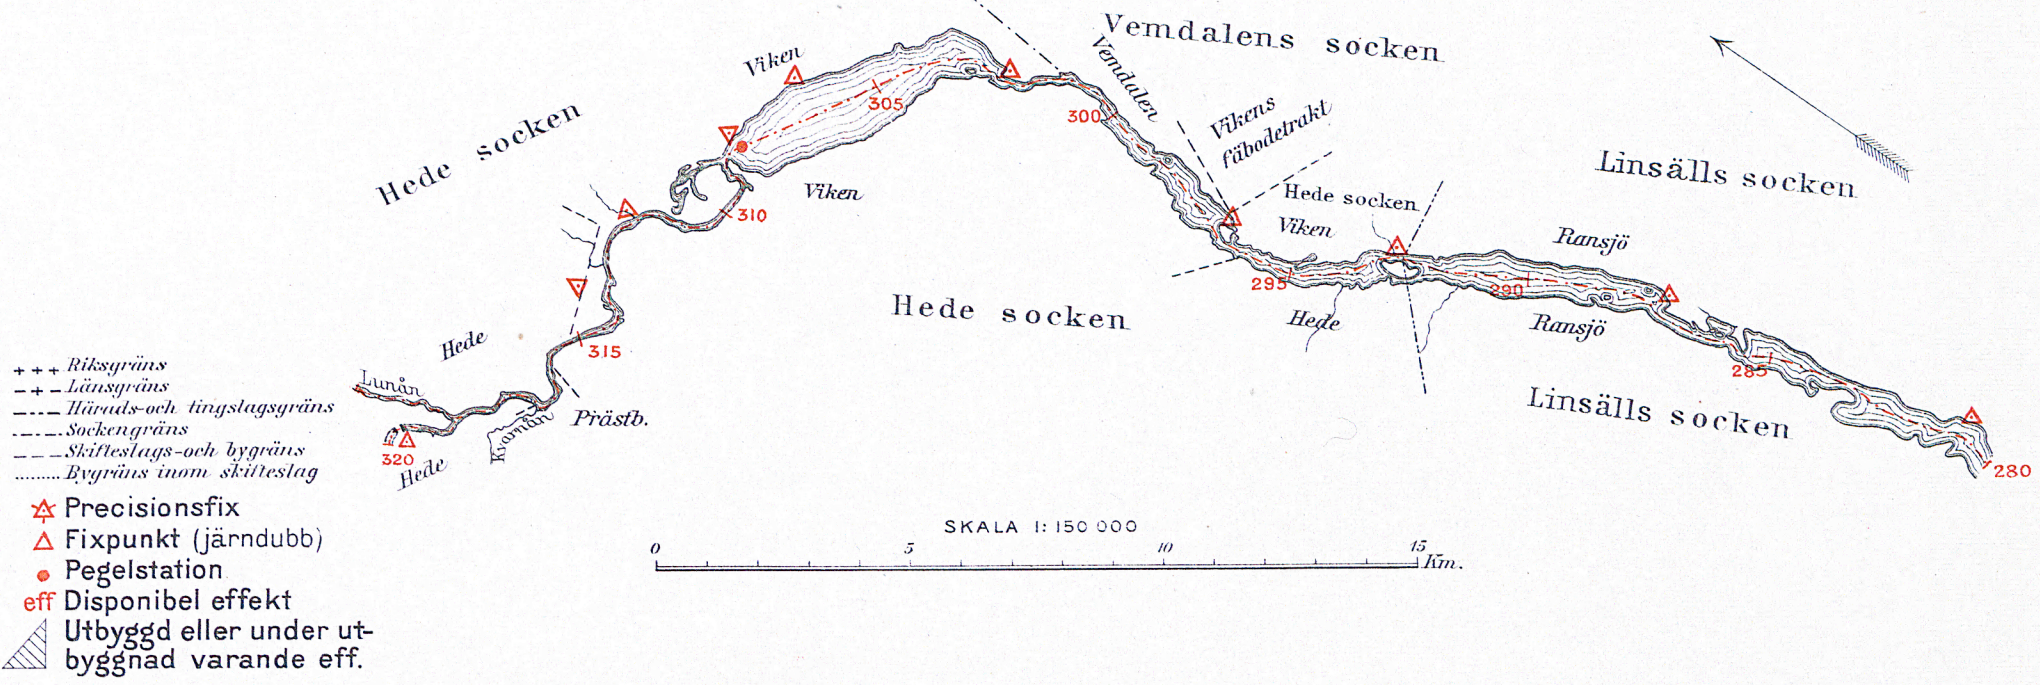 Vemdalens socken
Viken
Vemdalen
305
300
Vikens
fäbodetrakt
Hede socken
Linsälls socken
Hede socken
Viken
Viken
310
Ransjö
295
290
Hede socken
Hede
Ransjö
Hede
315
285
Linsälls socken
Lunån
Prästb.
Kvarnån
320
Hede
280
+ + + Riksgräns
Länsgräns
Härads-och tingslagsgräns
Sockengräns
Skifteslags-och bygräns
Bygräns inom skifteslag
Precisionsfix
Fixpunkt (järndubb)
Pegelstation
eff Disponibel effekt
Utbyggd eller under ut-
byggnad varande eff.
SKALA 1:150 000
0 5 10 15 Km.